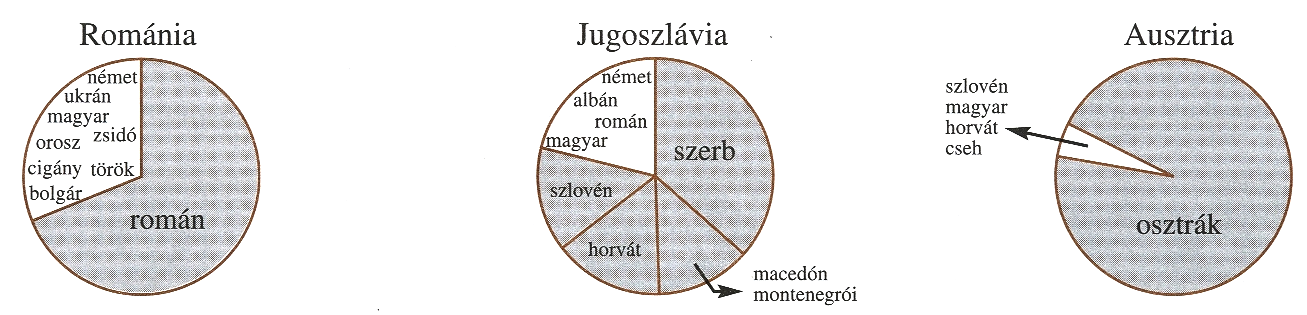 Románia
német
ukrán
magyar
zsidó
orosz
cigány
török
bolgár
román
Jugoszlávia
német
albán
román
magyar
szerb
szlovén
horvát
macedón
montenegrói
Ausztria
szlovén
magyar
horvát
cseh
osztrák